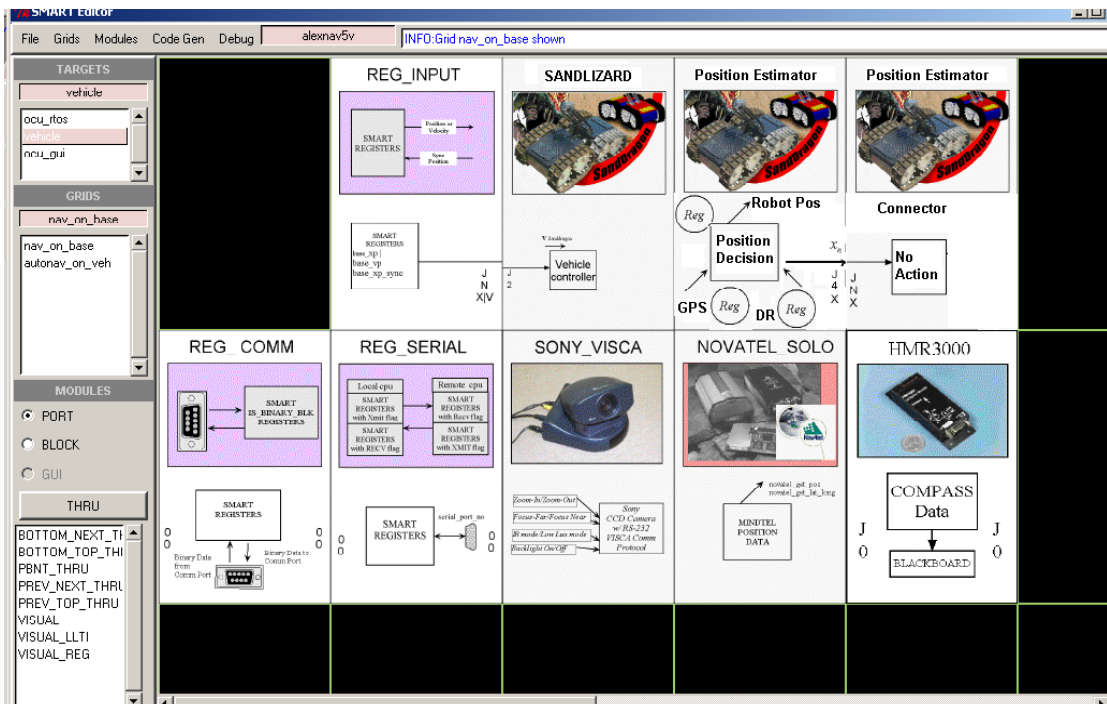 SMART Editor
File Grids Modules Code Gen Debug alexnav5v INFO:Grid nav_on_base shown
TARGETS
vehicle
ocu_rtos
vehicle
ocu_gui
GRIDS
nav_on_base
nav_on_base
autonav_on_veh
MODULES
PORT
BLOCK
GUI
THRU
BOTTOM_NEXT_TH
BOTTOM_TOP_THI
PBNT_THRU
PREV_NEXT_THRU
PREV_TOP_THRU
VISUAL
VISUAL_LLTI
VISUAL_REG
REG_INPUT
SMART
REGISTERS
Position or
Velocity
Sync
Position
SMART
REGISTERS
base_xp
base_vp
base_xp_sync
J
N
X|V
SANDLIZARD
Sanddragon
J
2
V Sanddragon
Vehicle
controller
Position Estimator
Sanddragon
Reg
Robot Pos
Position
Decision
GPS
Reg
DR
Reg
J
4
X
Position Estimator
Sanddragon
Connector
J
N
X
No
Action
REG_COMM
SMART
IS_BINARY_BLK
REGISTERS
SMART
REGISTERS
0
0
Binary Data
from
Comm Port
Binary Data to
Comm Port
0
0
REG_SERIAL
Local cpu
Remote cpu
SMART
REGISTERS
with Xmit flag
SMART
REGISTERS
with Recv flag
SMART
REGISTERS
with RECV flag
SMART
REGISTERS
with XMIT flag
0
0
SMART
REGISTERS
serial_port_no
0
0
SONY_VISCA
Zoom-In/Zoom-Out
Focus-Far/Focus Near
IR mode/Low Lux mode
Backlight On/Off
Sony
CCD Camera
w/ RS-232
VISCA Comm
Protocol
NOVATEL_SOLO
novatel_get_pos
novatel_get_lat_long
MINDTEL
POSITION
DATA
HMR3000
COMPASS
Data
BLACKBOARD
J
0
J
0